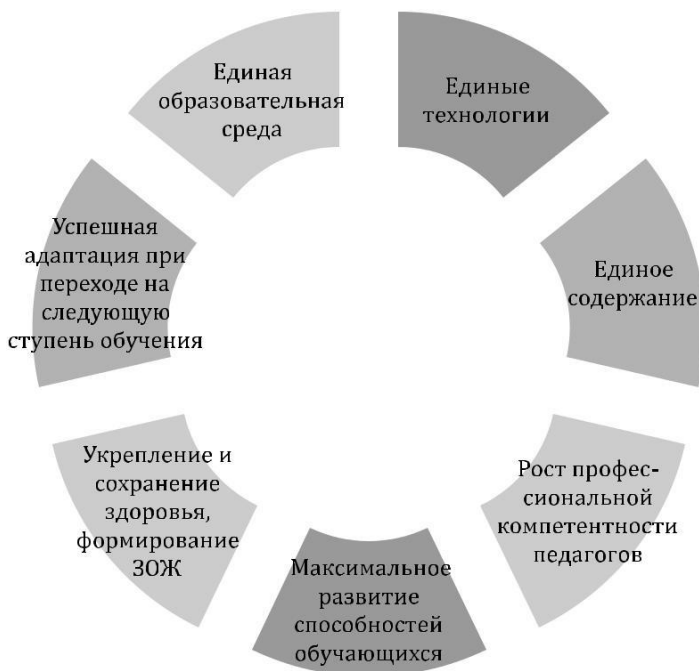 Единая
образовательная
среда
Единые
технологии
Единое
содержание
Рост профес-
сиональной
компетентности
педагогов
Максимальное
развитие
способностей
обучающихся
Укрепление и
сохранение
здоровья,
формирование
ЗОЖ
Успешная
адаптация при
переходе на
следующую
ступень обучения